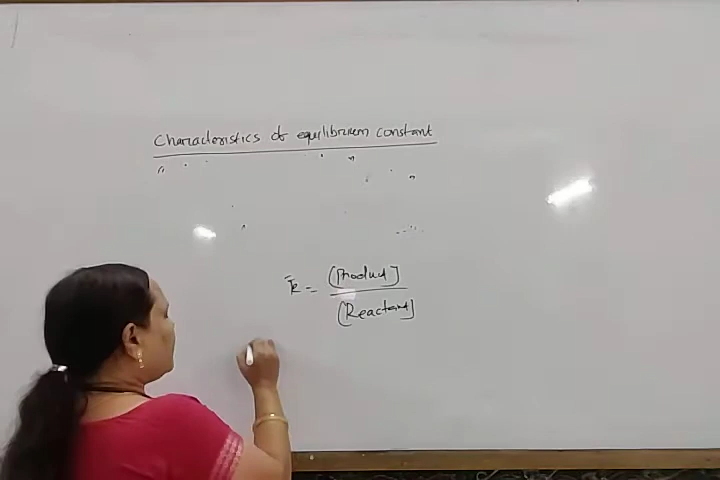 Characteristics of equilibrium constant
k = [Product]
[Reactant]